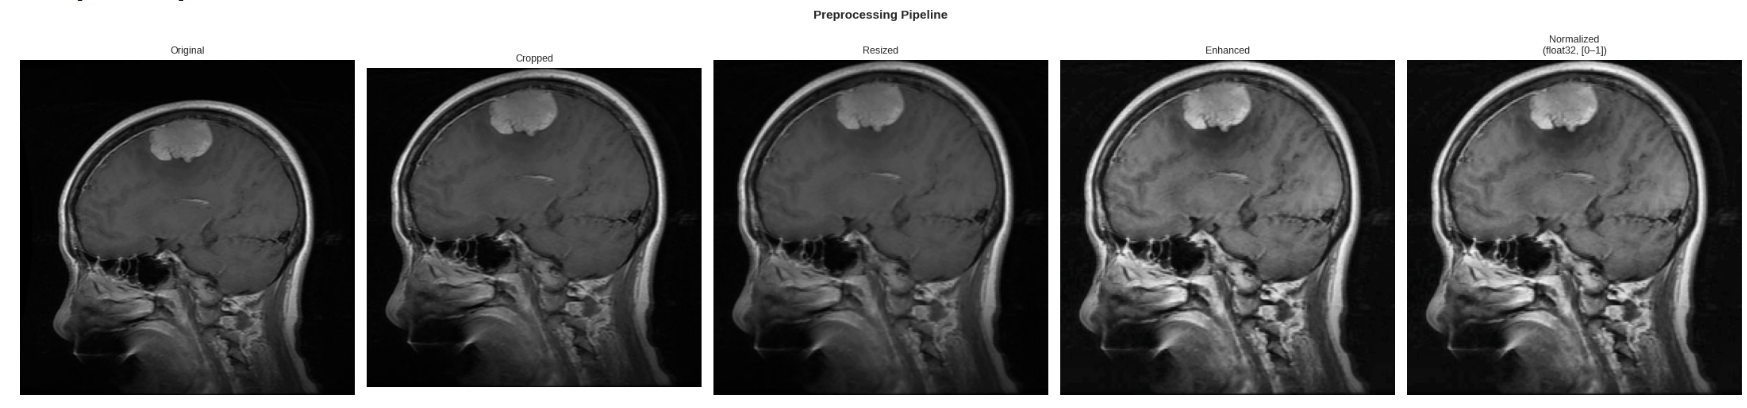 Preprocessing Pipeline
Original
Cropped
Resized
Enhanced
Normalized
(float32, [0–1])